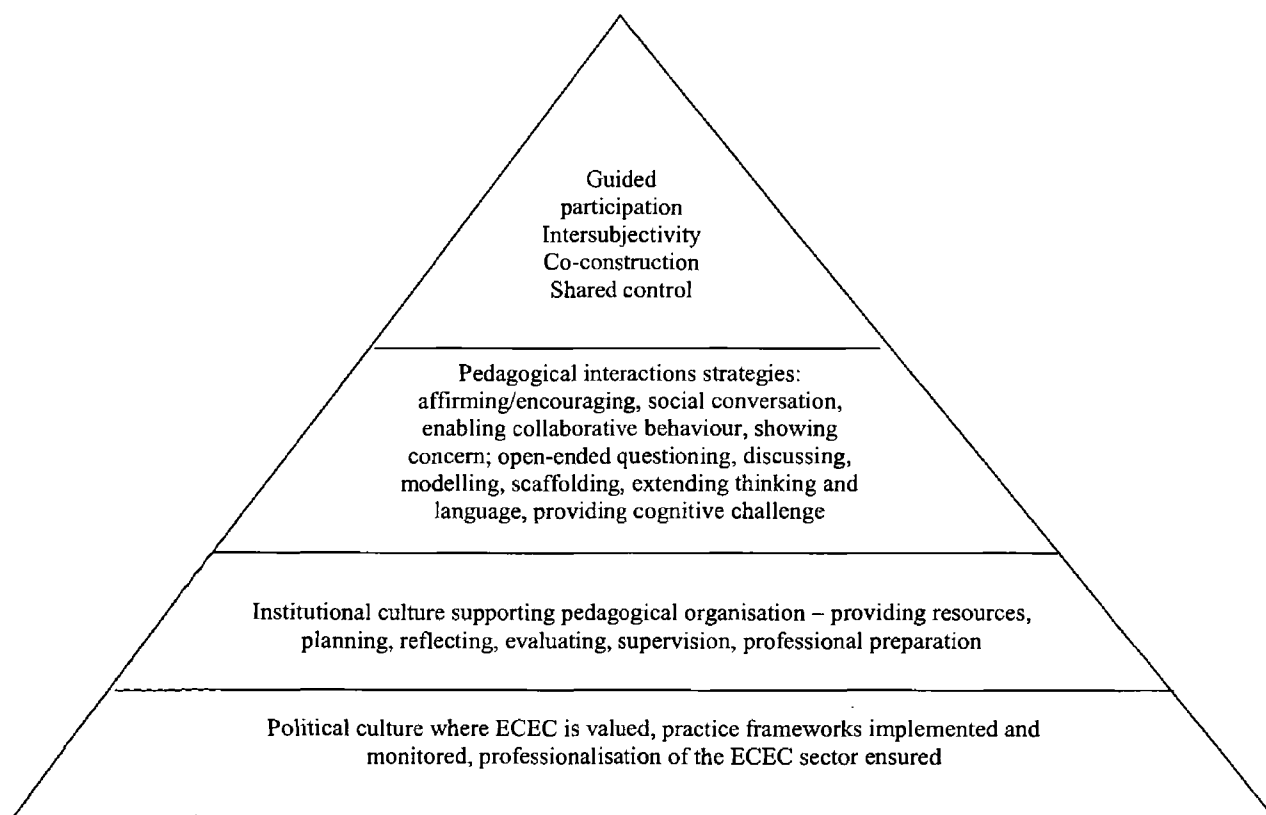 Guided
participation
Intersubjectivity
Co-construction
Shared control
Pedagogical interactions strategies:
affirming/encouraging, social conversation,
enabling collaborative behaviour, showing
concern; open-ended questioning, discussing,
modelling, scaffolding, extending thinking and
language, providing cognitive challenge
Institutional culture supporting pedagogical organisation – providing resources,
planning, reflecting, evaluating, supervision, professional preparation
Political culture where ECEC is valued, practice frameworks implemented and
monitored, professionalisation of the ECEC sector ensured